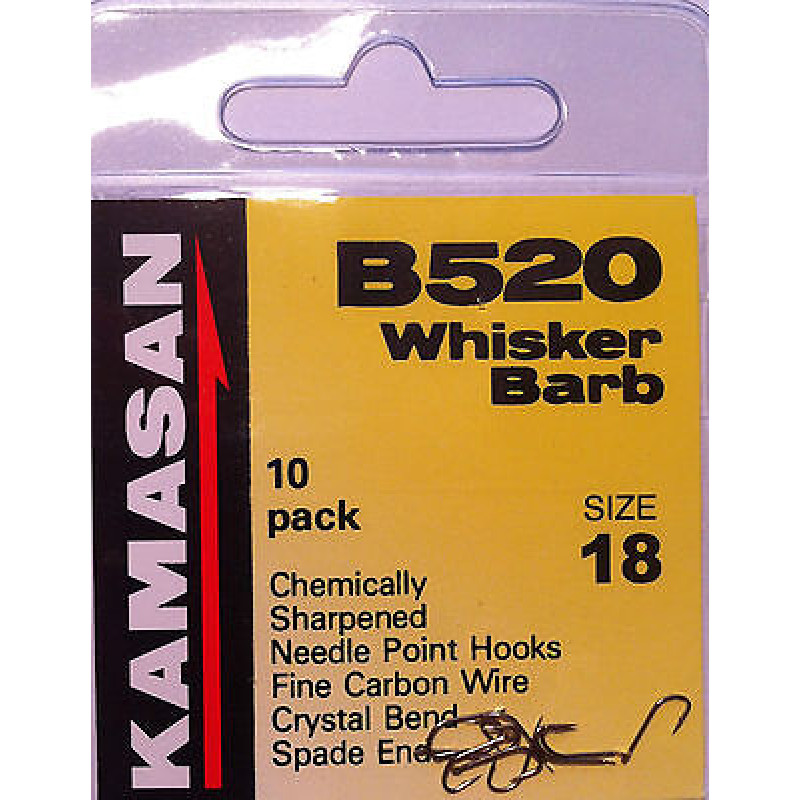 KAMASAN
B520
Whisker
Barb
10
pack
SIZE
18
Chemically
Sharpened
Needle Point Hooks
Fine Carbon Wire
Crystal Bend
Spade End